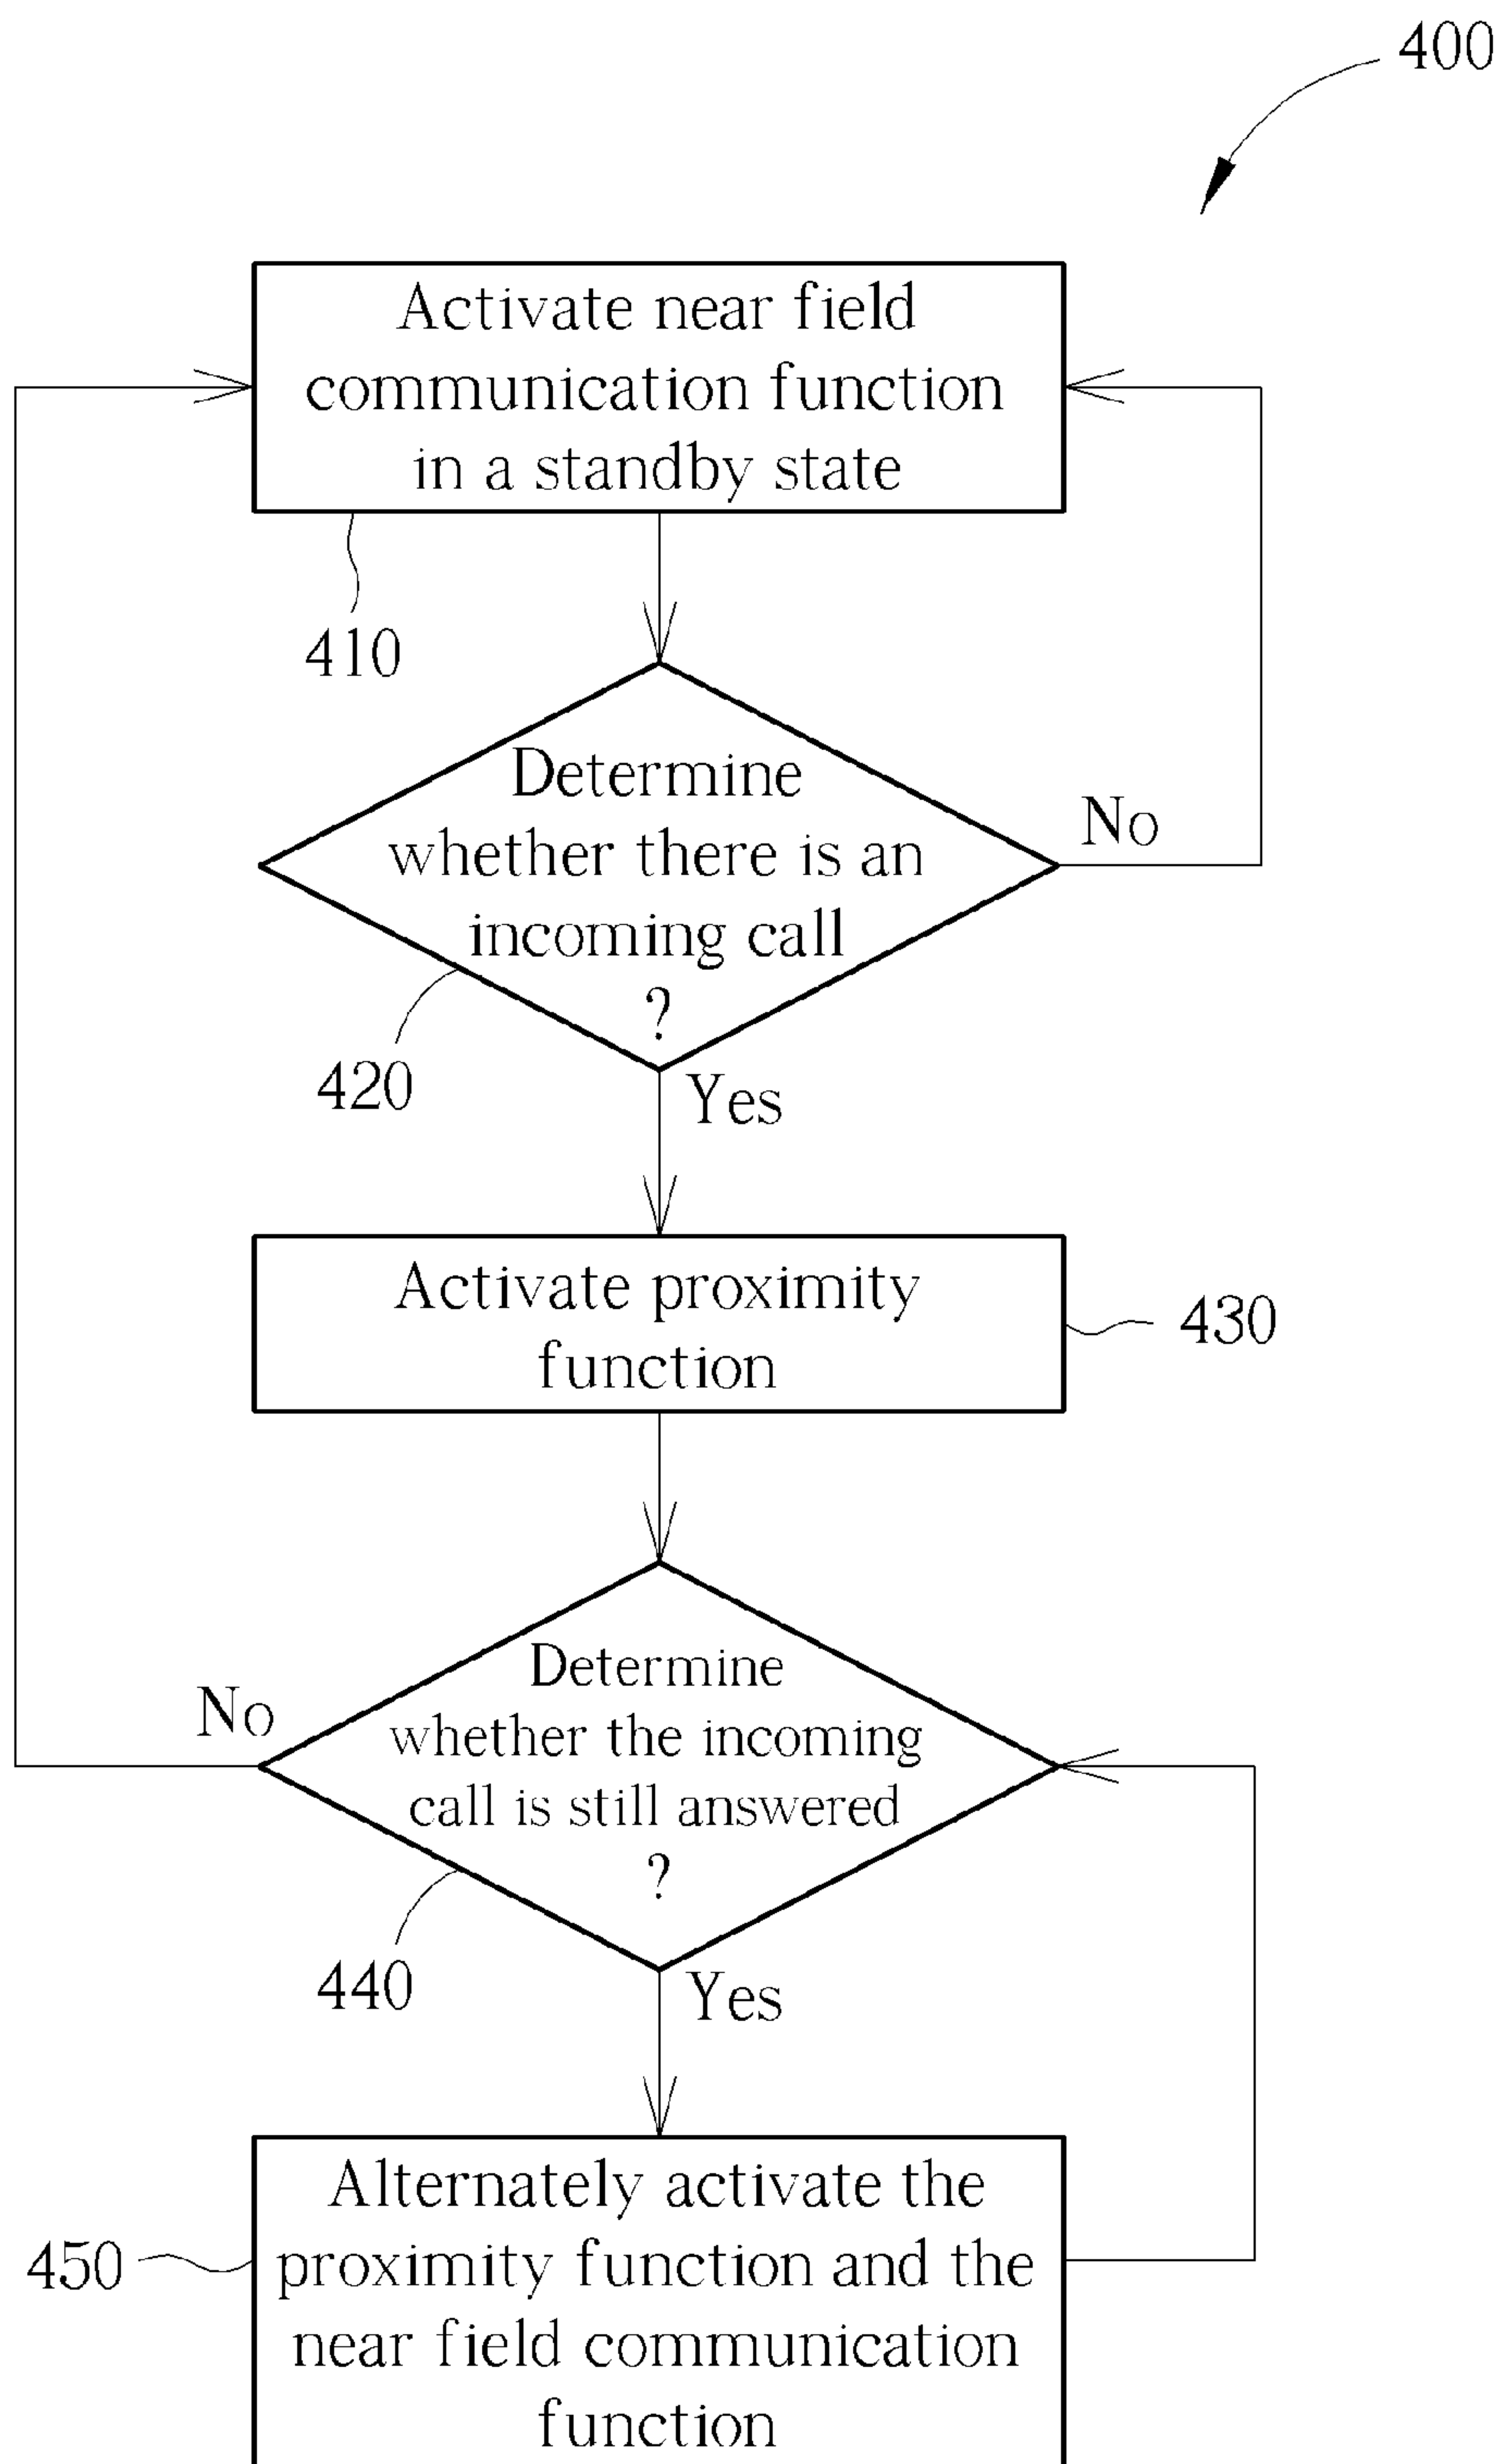 400
Activate near field
communication function
in a standby state
410
Determine
whether there is an
incoming call
?
No
420
Yes
Activate proximity
function
430
Determine
whether the incoming
call is still answered
?
No
440
Yes
Alternately activate the
proximity function and the
near field communication
function
450